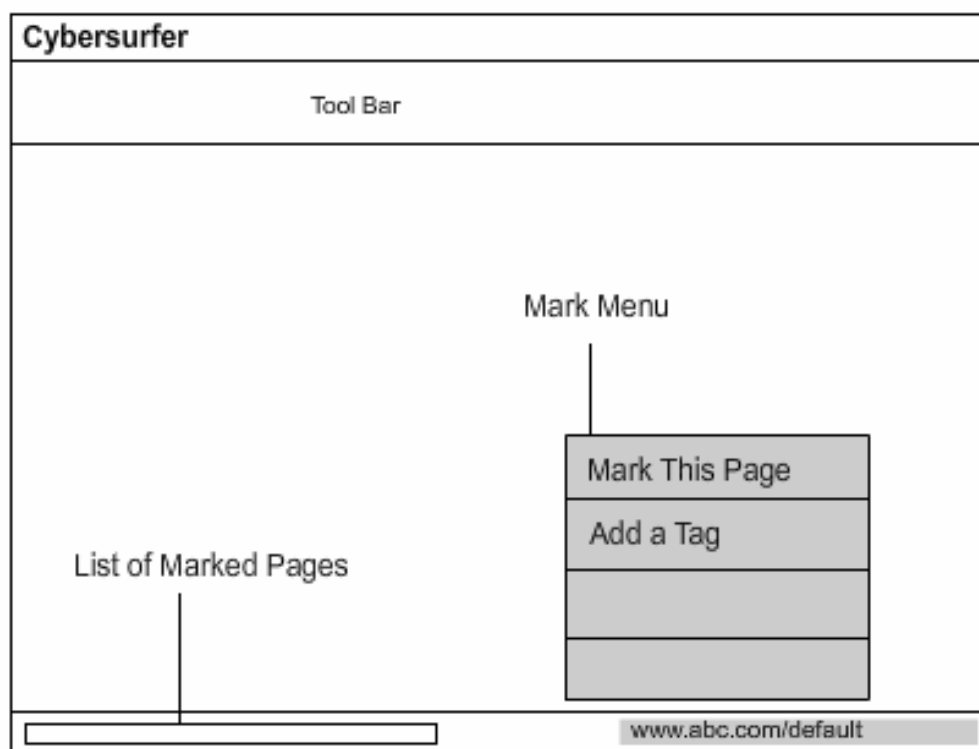 Cybersurfer
Tool Bar
Mark Menu
Mark This Page
Add a Tag
List of Marked Pages
www.abc.com/default